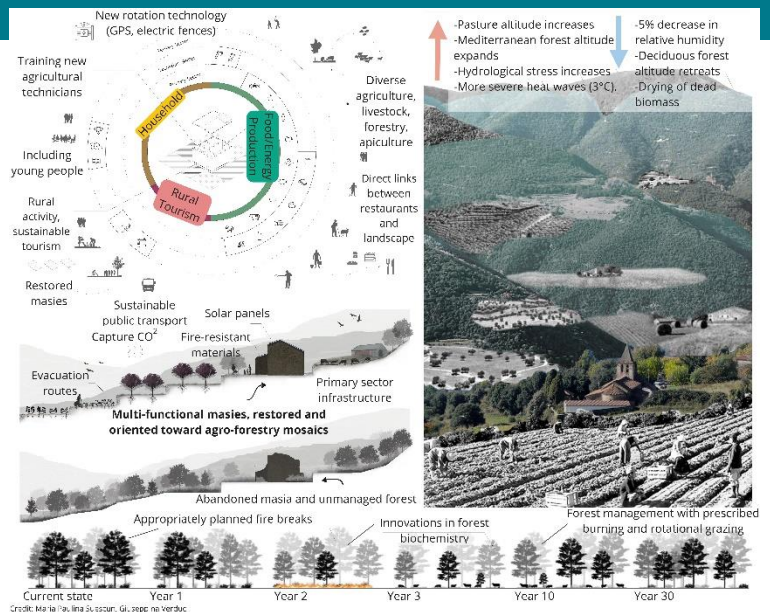 New rotation technology
(GPS, electric fences)
Training new
agricultural
technicians
Including
young people
Rural
activity,
sustainable
tourism
Restored
masies
Household
Food/Energy
Production
Rural
Tourism
Diverse
agriculture,
livestock,
forestry,
apiculture
Direct links
between
restaurants
and
landscape
Sustainable
public transport
Capture CO²
-Pasture altitude increases
-Mediterranean forest altitude
expands
-Hydrological stress increases
-More severe heat waves (3°C).
-5% decrease in
relative humidity
-Deciduous forest
altitude retreats
-Drying of dead
biomass
Solar panels
Fire-resistant
materials
Evacuation
routes
Primary sector
infrastructure
Multi-functional masies, restored and
oriented toward agro-forestry mosaics
Abandoned masia and unmanaged forest
Appropriately planned fire breaks
Innovations in forest
biochemistry
Forest management with prescribed
burning and rotational grazing
Current state
Year 1
Year 2
Year 3
Year 10
Year 30
Credit: Maria Paulina Suescun, Giuseppina Verduc